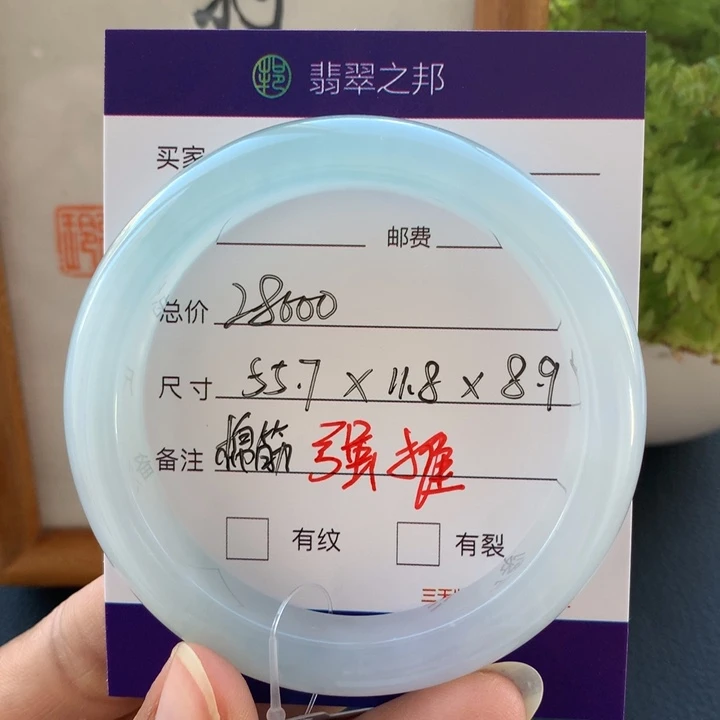 翡翠之邦
买家
邮费
总价 28000
尺寸 55.7 × 11.8 × 8.9
备注 棉筋 强推
有纹 有裂